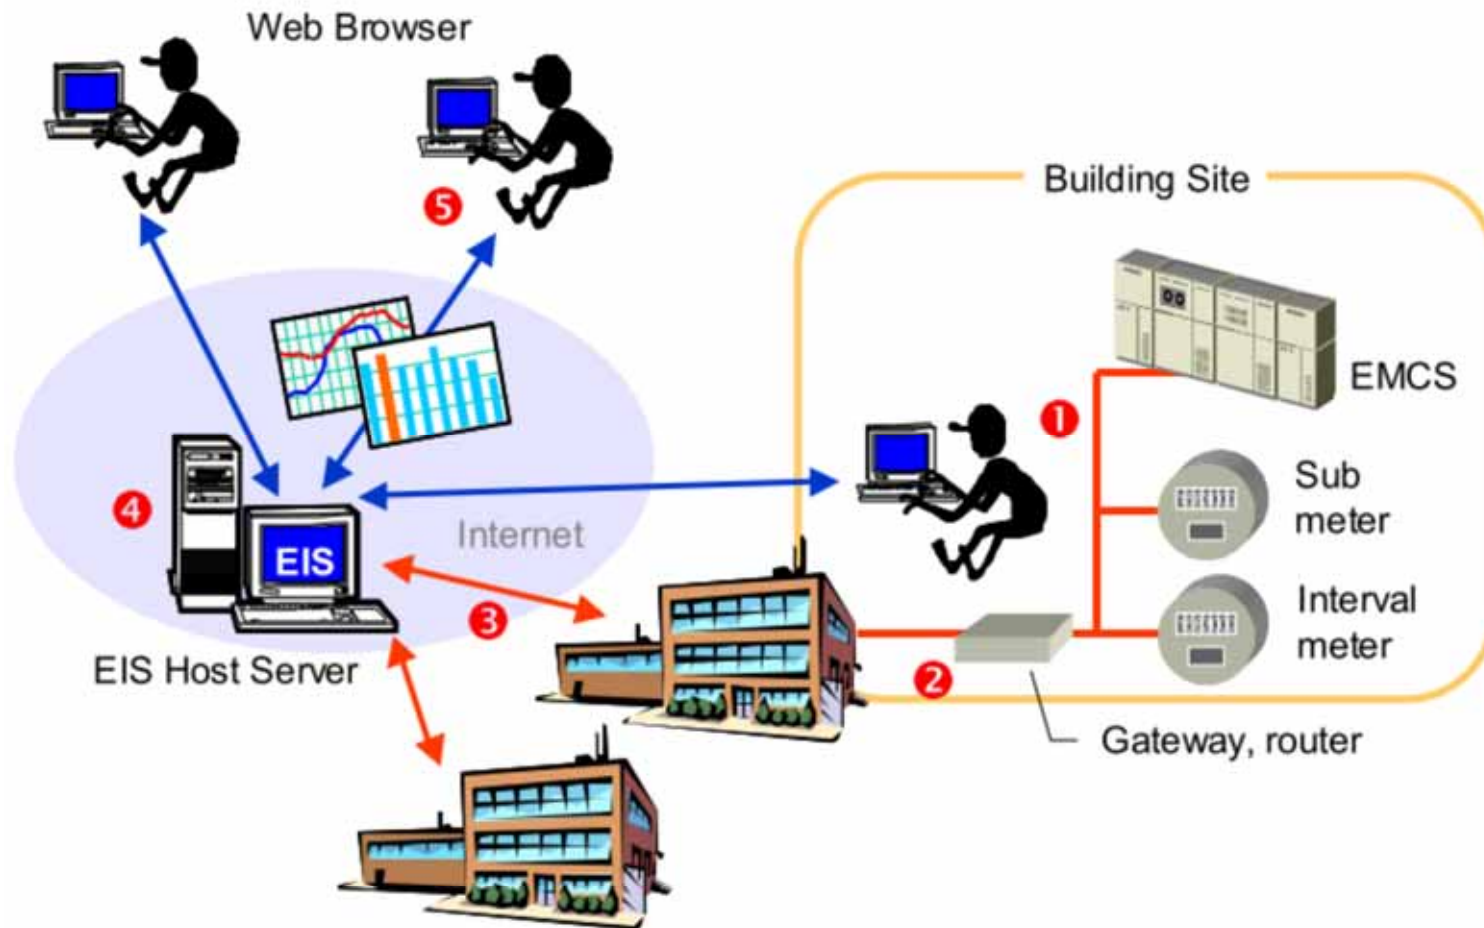 Web Browser
5
Building Site
EMCS
1
Sub
meter
4
Internet
EIS
3
Interval
meter
EIS Host Server
2
Gateway, router